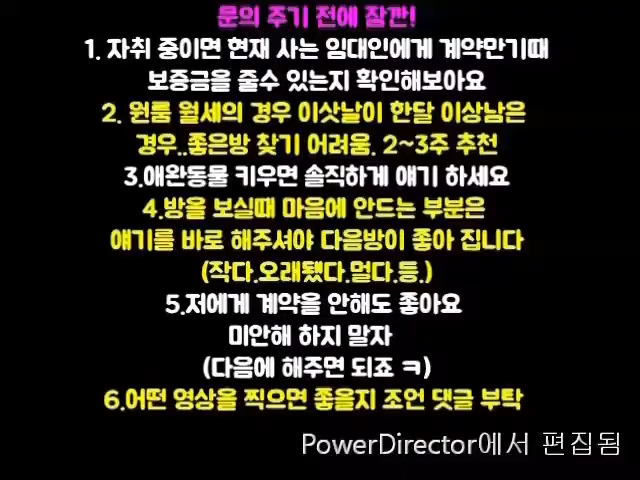 문의 주기 전에 잠깐!
1. 자취 중이면 현재 사는 임대인에게 계약만기때
보증금을 줄수 있는지 확인해보아요
2. 원룸 월세의 경우 이삿날이 한달 이상남은
경우..좋은방 찾기 어려움. 2~3주 추천
3.애완동물 키우면 솔직하게 얘기 하세요
4.방을 보실때 마음에 안드는 부분은
얘기를 바로 해주셔야 다음방이 좋아 집니다
(작다.오래됐다.멀다.등.)
5.저에게 계약을 안해도 좋아요
미안해 하지 말자
(다음에 해주면 되죠 ㅋ)
6.어떤 영상을 찍으면 좋을지 조언 댓글 부탁
PowerDirector에서 편집됨